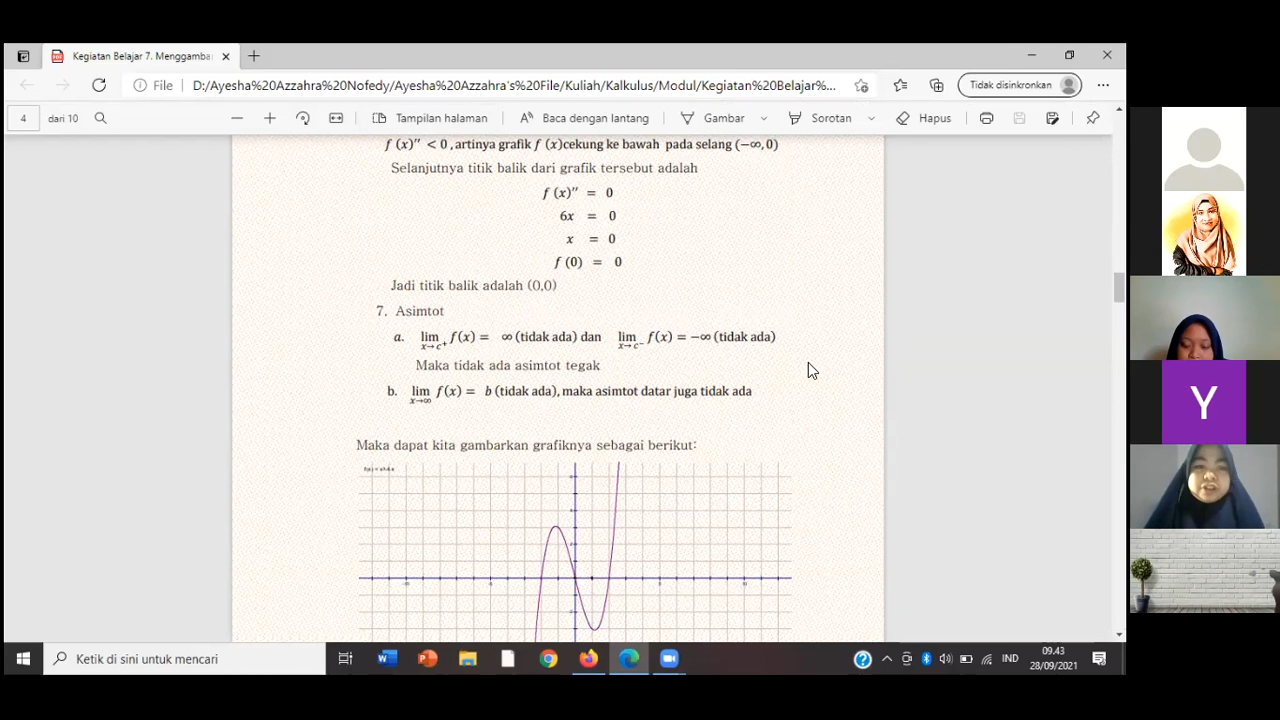 Kegiatan Belajar 7. Menggamba
File
D:/Ayesha%20Azzahra%20Nofedy/Ayesha%20Azzahra's%20File/Kuliah/Kalkulus/Modul/Kegiatan%20Belajar%...
Tidak disinkronkan
4 dari 10
Tampilan halaman
Baca dengan lantang
Gambar
Sorotan
Hapus
f (x)″ < 0 , artinya grafik f (x)cekung ke bawah pada selang (−∞, 0)
Selanjutnya titik balik dari grafik tersebut adalah
f (x)″ = 0
6x = 0
x = 0
f (0) = 0
Jadi titik balik adalah (0,0)
7. Asimtot
a. lim x→c⁺ f(x) = ∞ (tidak ada) dan lim x→c⁻ f(x) = −∞ (tidak ada)
Maka tidak ada asimtot tegak
b. lim x→∞ f(x) = b (tidak ada), maka asimtot datar juga tidak ada
Maka dapat kita gambarkan grafiknya sebagai berikut:
Y
Ketik di sini untuk mencari
IND
09.43
28/09/2021